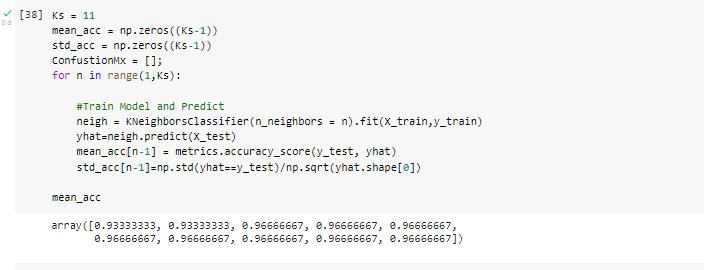 [38] Ks = 11
mean_acc = np.zeros((Ks-1))
std_acc = np.zeros((Ks-1))
ConfustionMx = [];
for n in range(1,Ks):
#Train Model and Predict
neigh = KNeighborsClassifier(n_neighbors = n).fit(X_train,y_train)
yhat=neigh.predict(X_test)
mean_acc[n-1] = metrics.accuracy_score(y_test, yhat)
std_acc[n-1]=np.std(yhat==y_test)/np.sqrt(yhat.shape[0])
mean_acc
array([0.93333333, 0.93333333, 0.96666667, 0.96666667, 0.96666667,
0.96666667, 0.96666667, 0.96666667, 0.96666667, 0.96666667])